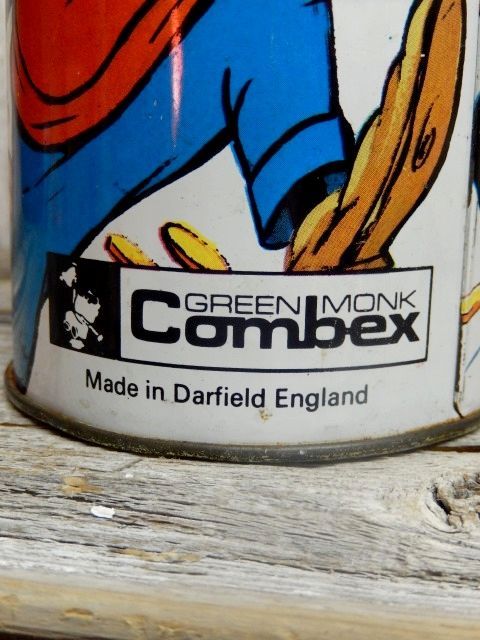 GREEN MONK
Combex
Made in Darfield England